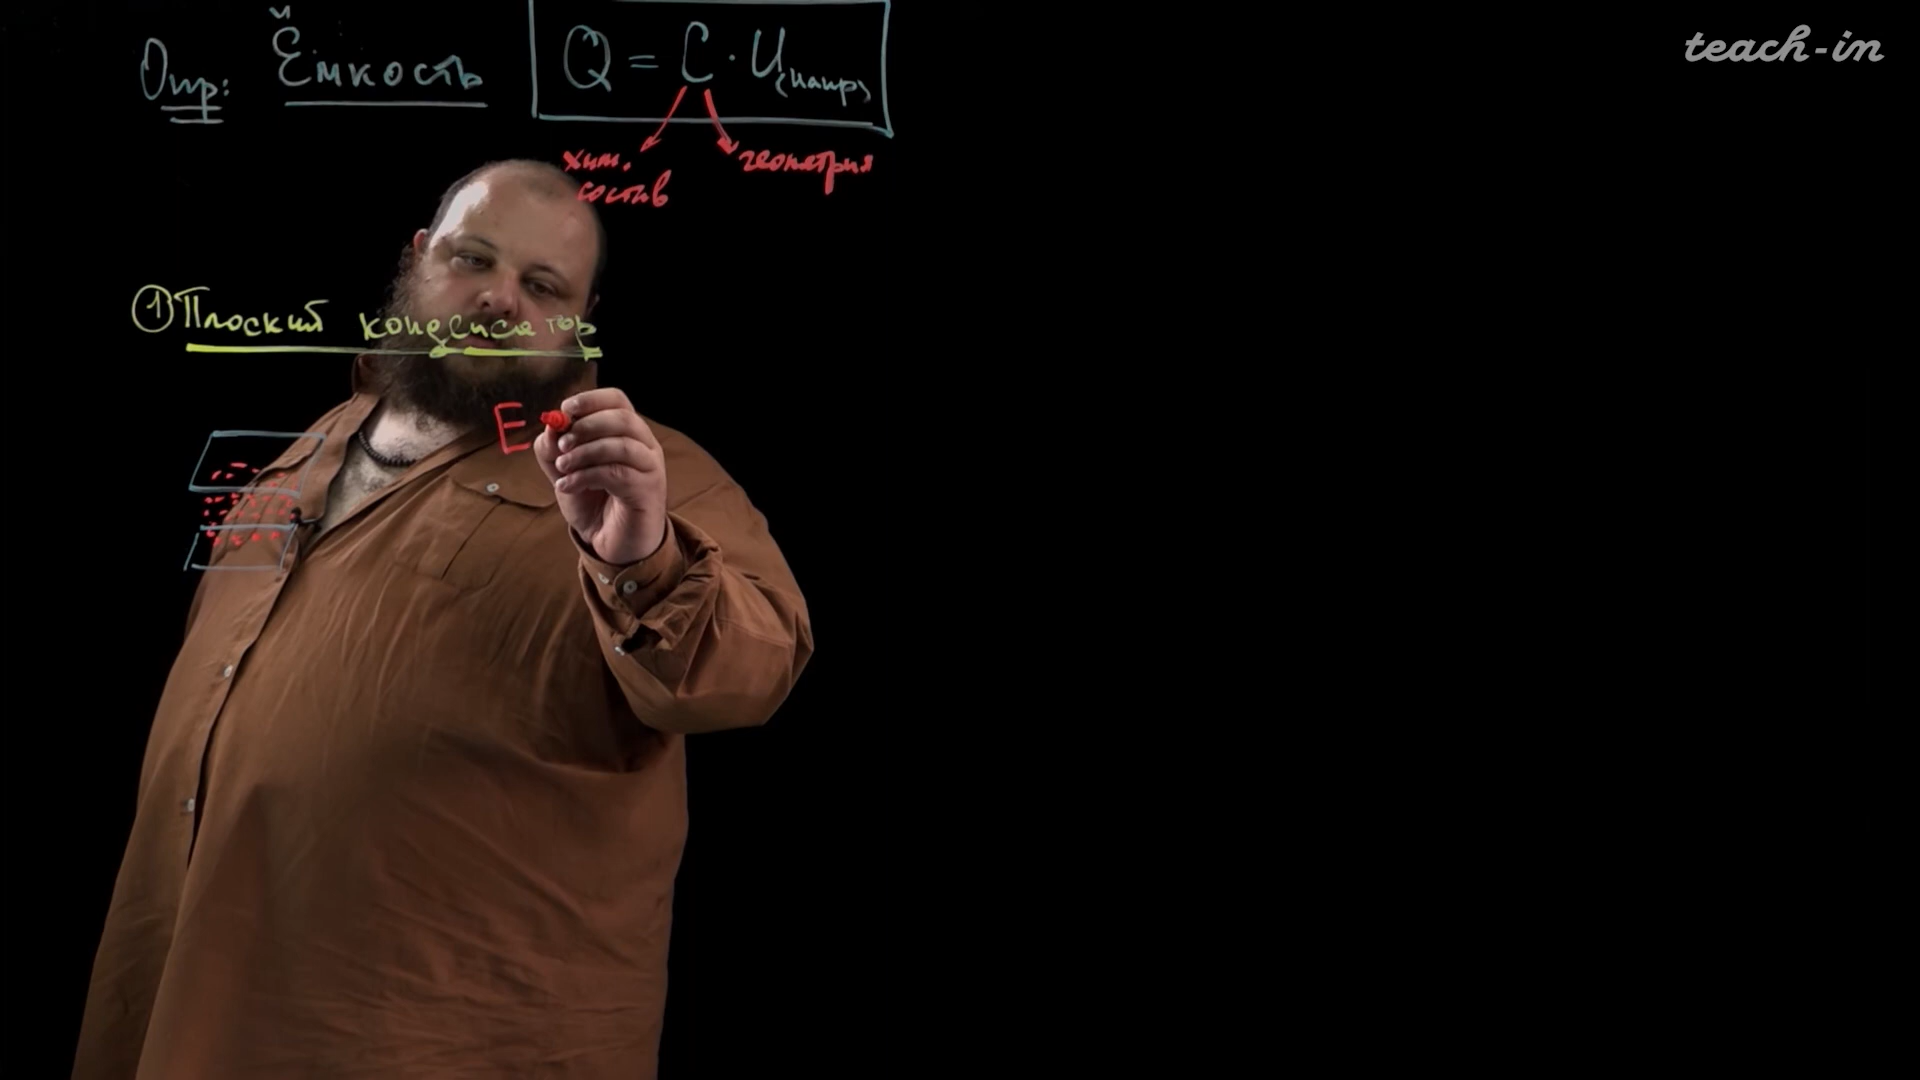 teach-in
Опр: Ёмкость Q = C · U (напр)
й
хим. состав
геометрия
① Плоский конденсатор
E